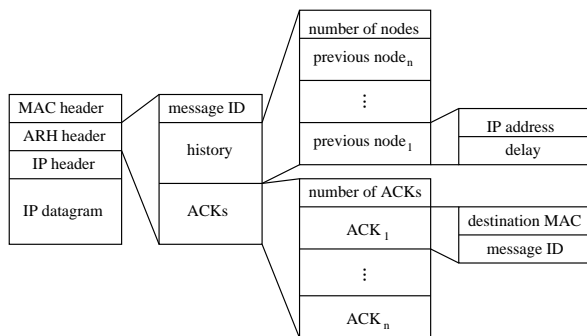 MAC header
ARH header
IP header
IP datagram
message ID
history
ACKs
number of nodes
previous node_n
⋮
previous node_1
IP address
delay
number of ACKs
ACK_1
⋮
ACK_n
destination MAC
message ID